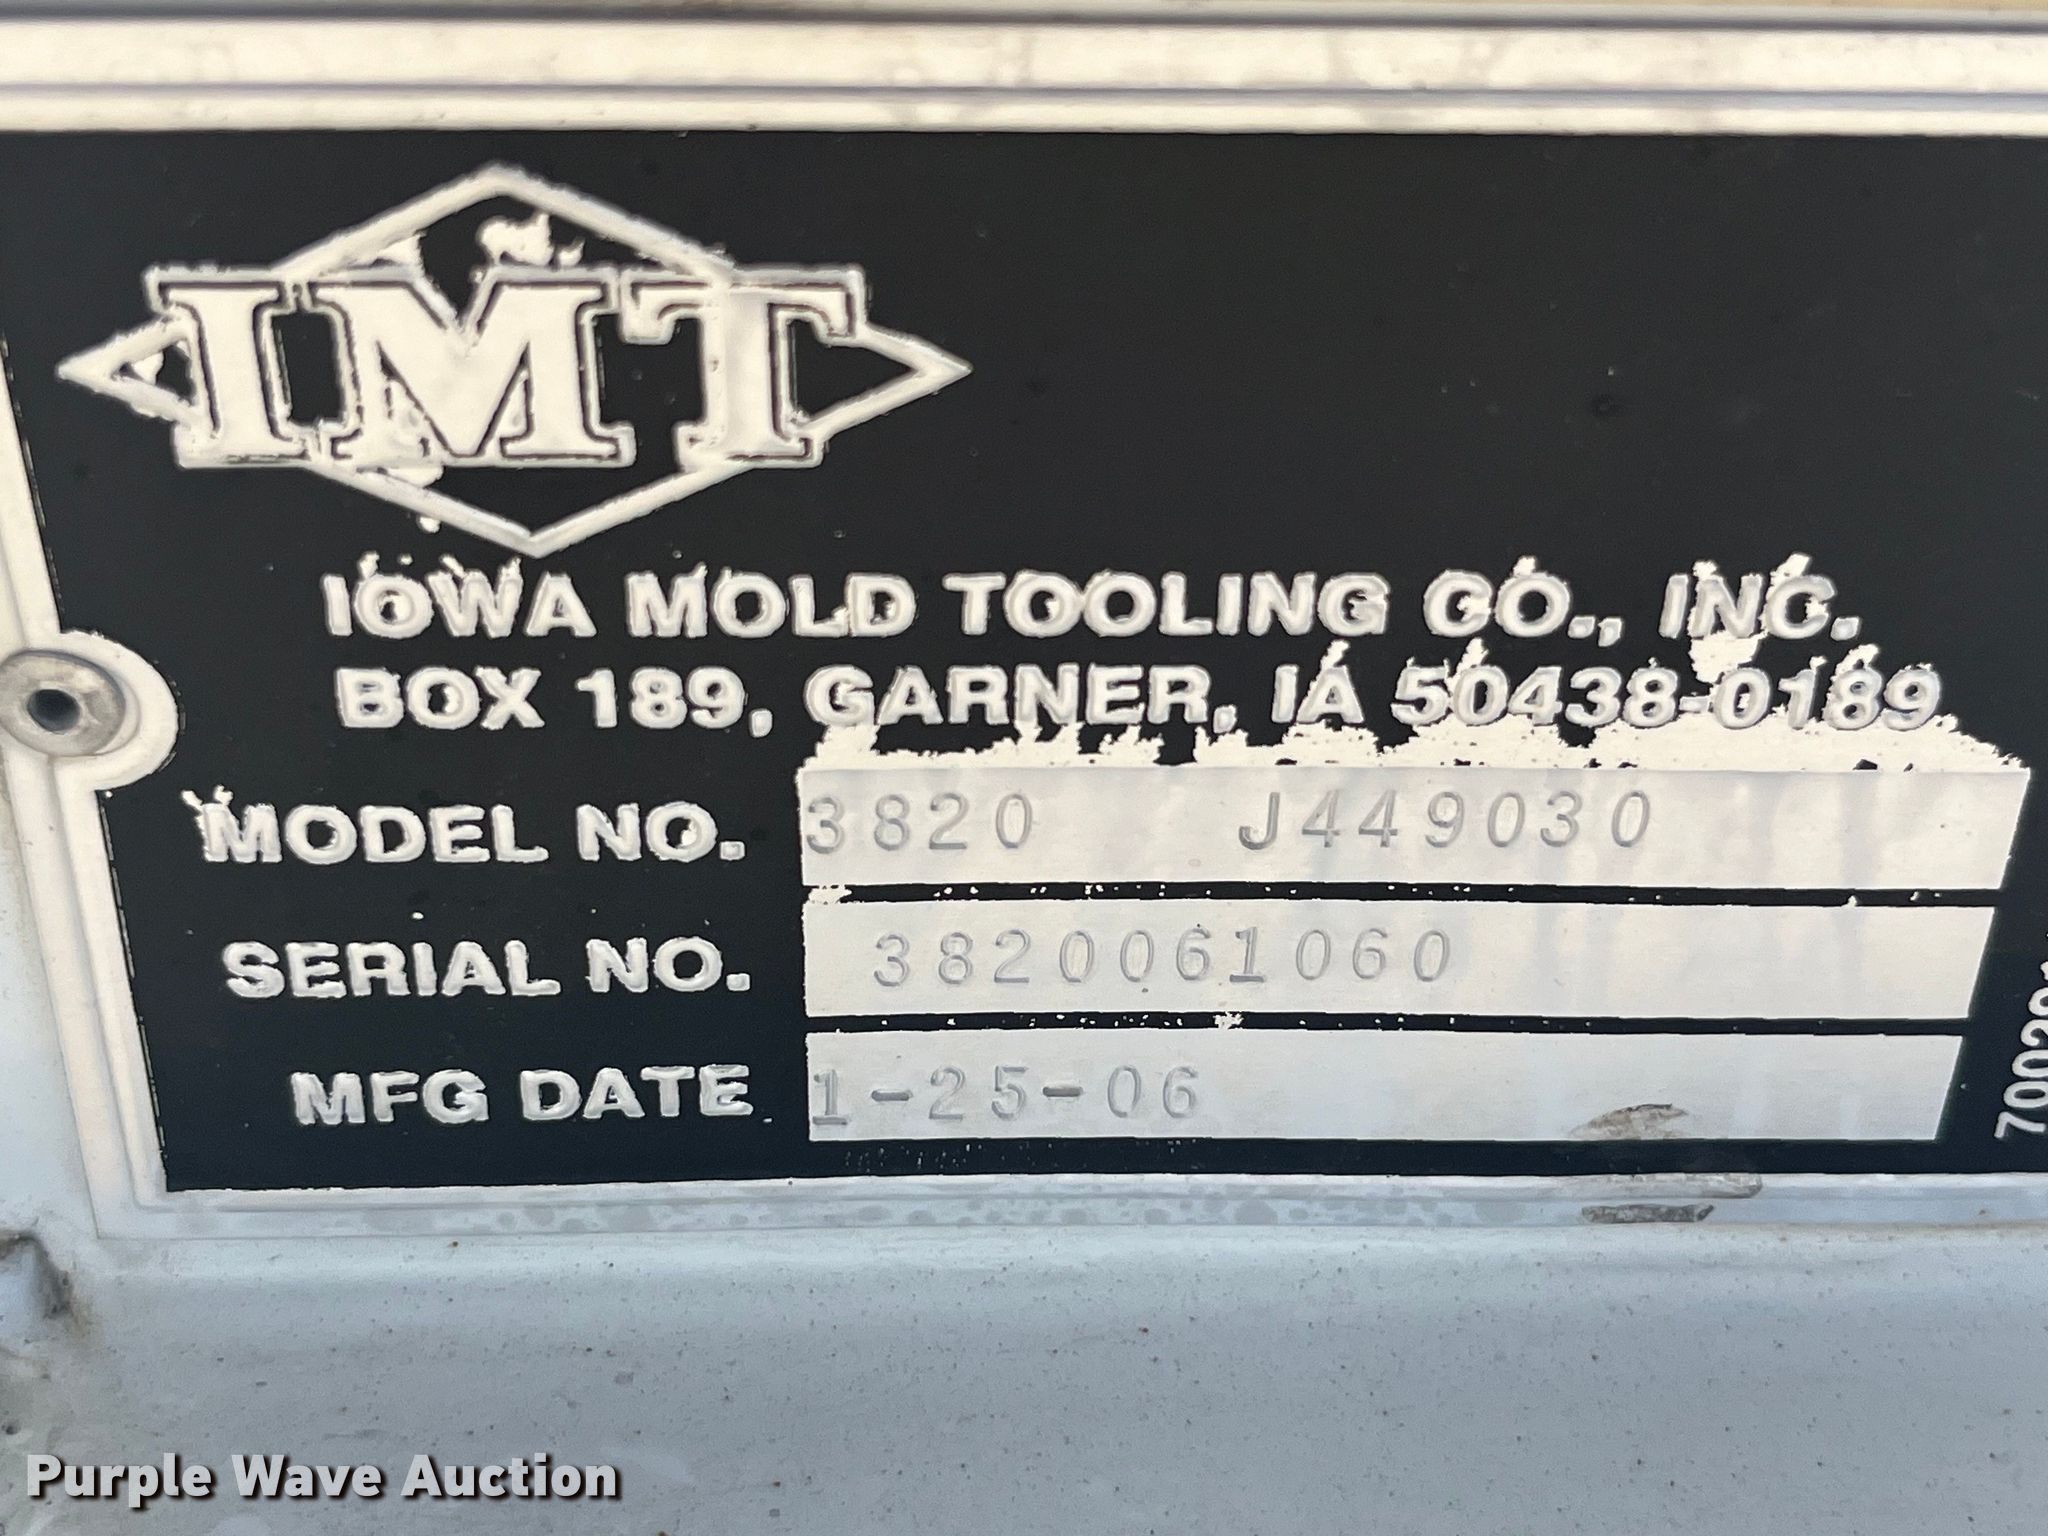 IMT
IOWA MOLD TOOLING CO., INC.
BOX 189, GARNER, IA 50438-0189
MODEL NO. 3820 J449030
SERIAL NO. 3820061060
MFG DATE 1-25-06
Purple Wave Auction